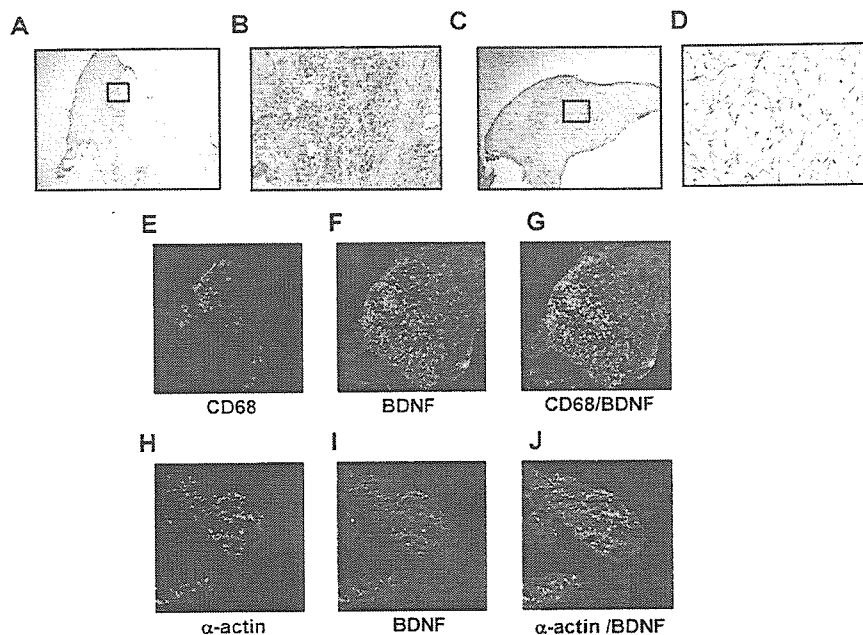 A B C D
E F G
CD68 BDNF CD68/BDNF
H I J
α-actin BDNF α-actin /BDNF